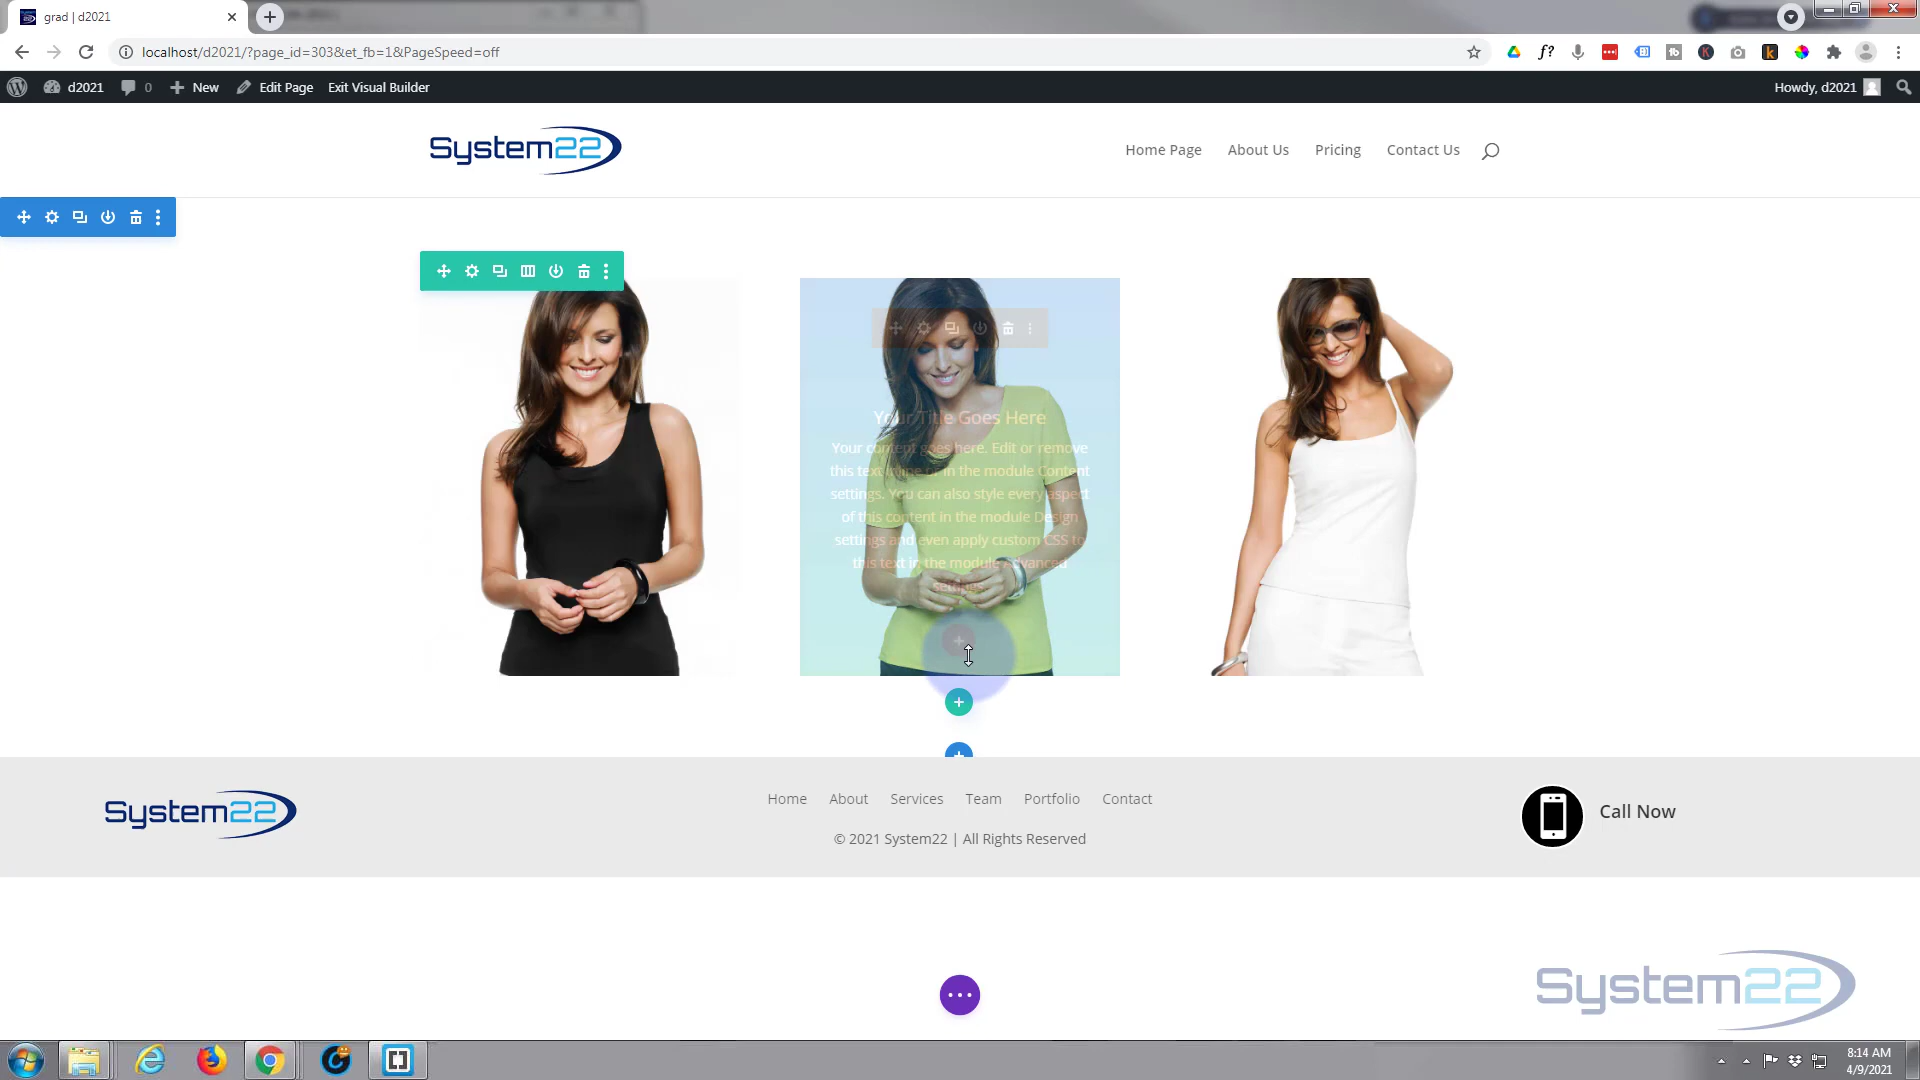 grad | d2021
localhost/d2021/?page_id=303&et_fb=1&PageSpeed=off
d2021 0 New Edit Page Exit Visual Builder Howdy, d2021
System22
Home Page About Us Pricing Contact Us
Your Title Goes Here
Your content goes here. Edit or remove
this text inline or in the module Content
settings. You can also style every aspect
of this content in the module Design
settings and even apply custom CSS to
this text in the module Advanced
settings.
System22
Home About Services Team Portfolio Contact
© 2021 System22 | All Rights Reserved
Call Now
System22
8:14 AM
4/9/2021